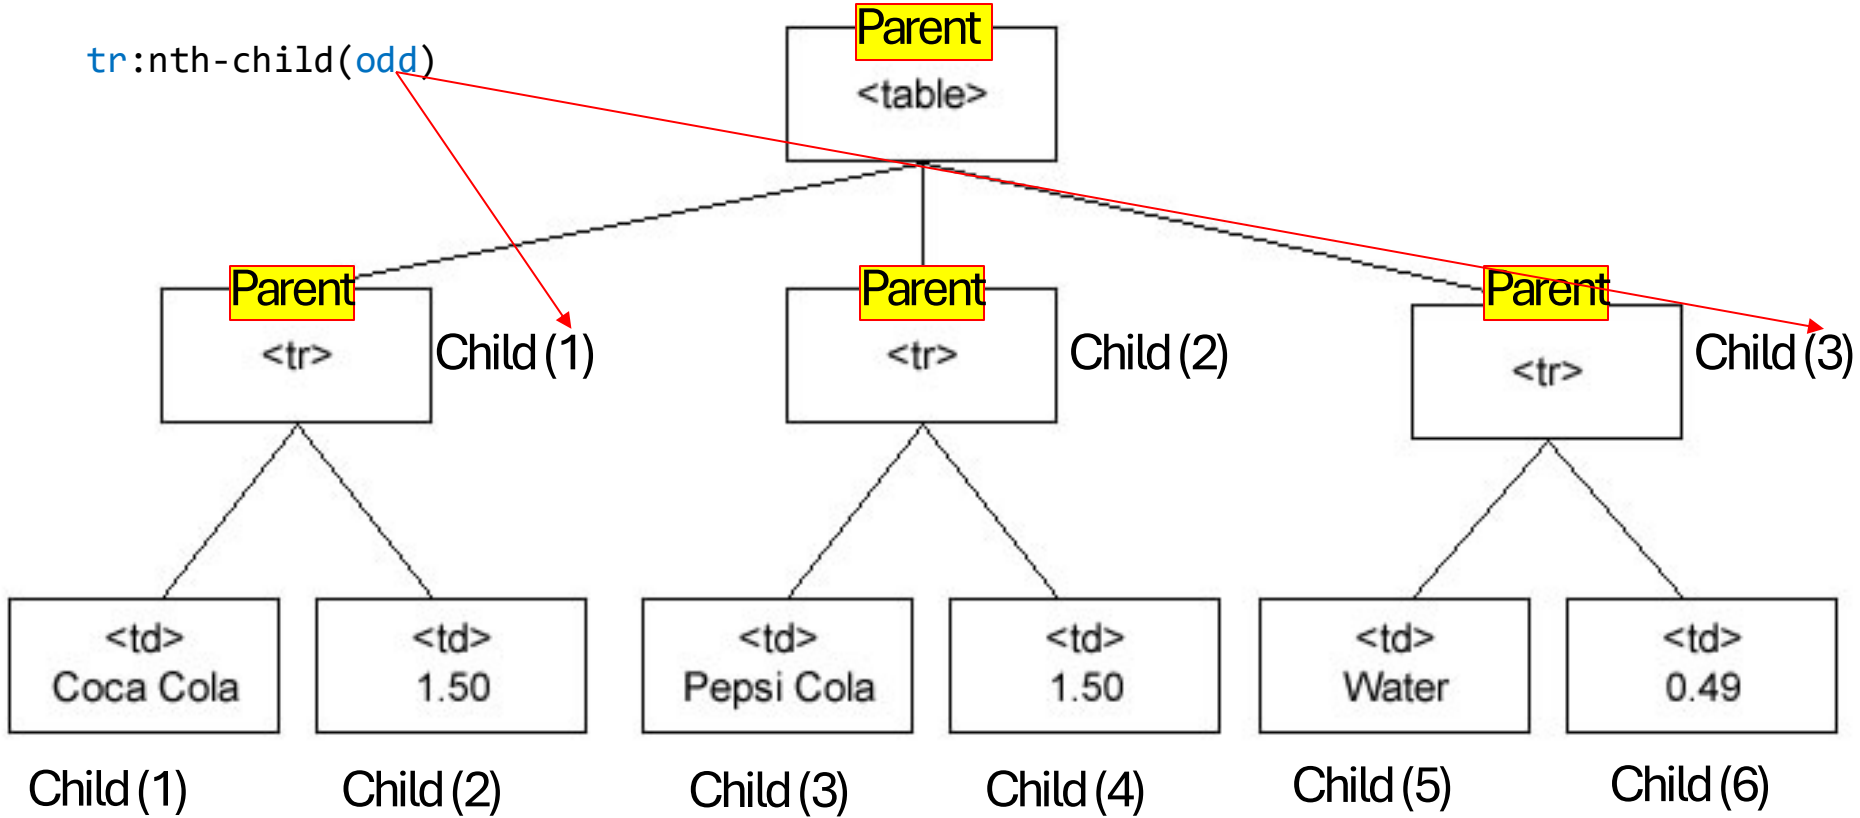 Parent
tr:nth-child(odd)
<table>
Parent
Parent
Parent
<tr>
Child (1)
<tr>
Child (2)
<tr>
Child (3)
<td>
Coca Cola
<td>
1.50
<td>
Pepsi Cola
<td>
1.50
<td>
Water
<td>
0.49
Child (1)
Child (2)
Child (3)
Child (4)
Child (5)
Child (6)